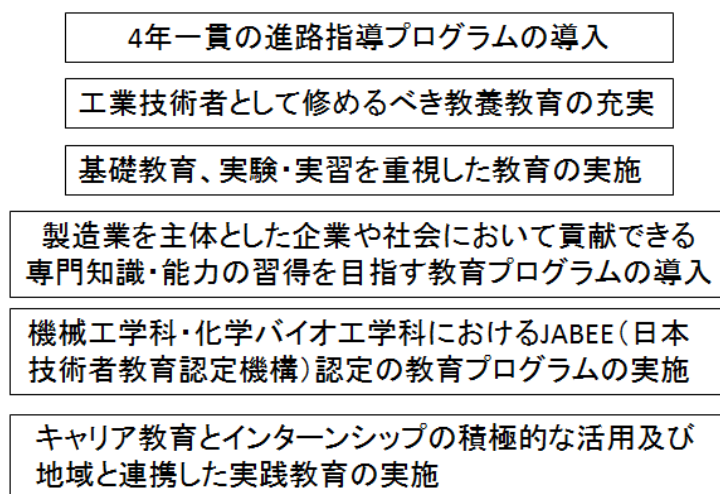 4年一貫の進路指導プログラムの導入
工業技術者として修めるべき教養教育の充実
基礎教育、実験・実習を重視した教育の実施
製造業を主体とした企業や社会において貢献できる
専門知識・能力の習得を目指す教育プログラムの導入
機械工学科・化学バイオ工学科におけるJABEE（日本
技術者教育認定機構）認定の教育プログラムの実施
キャリア教育とインターンシップの積極的な活用及び
地域と連携した実践教育の実施